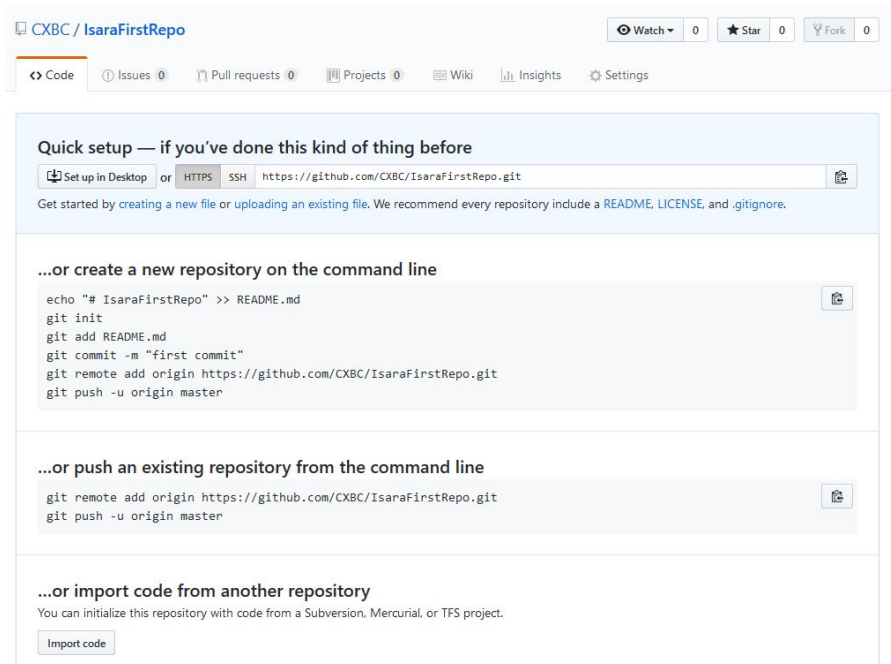 CXBC / IsaraFirstRepo
Watch 0 Star 0 Fork 0
Code Issues 0 Pull requests 0 Projects 0 Wiki Insights Settings
Quick setup — if you've done this kind of thing before
Set up in Desktop or HTTPS SSH https://github.com/CXBC/IsaraFirstRepo.git
Get started by creating a new file or uploading an existing file. We recommend every repository include a README, LICENSE, and .gitignore.
...or create a new repository on the command line
echo "# IsaraFirstRepo" >> README.md
git init
git add README.md
git commit -m "first commit"
git remote add origin https://github.com/CXBC/IsaraFirstRepo.git
git push -u origin master
...or push an existing repository from the command line
git remote add origin https://github.com/CXBC/IsaraFirstRepo.git
git push -u origin master
...or import code from another repository
You can initialize this repository with code from a Subversion, Mercurial, or TFS project.
Import code